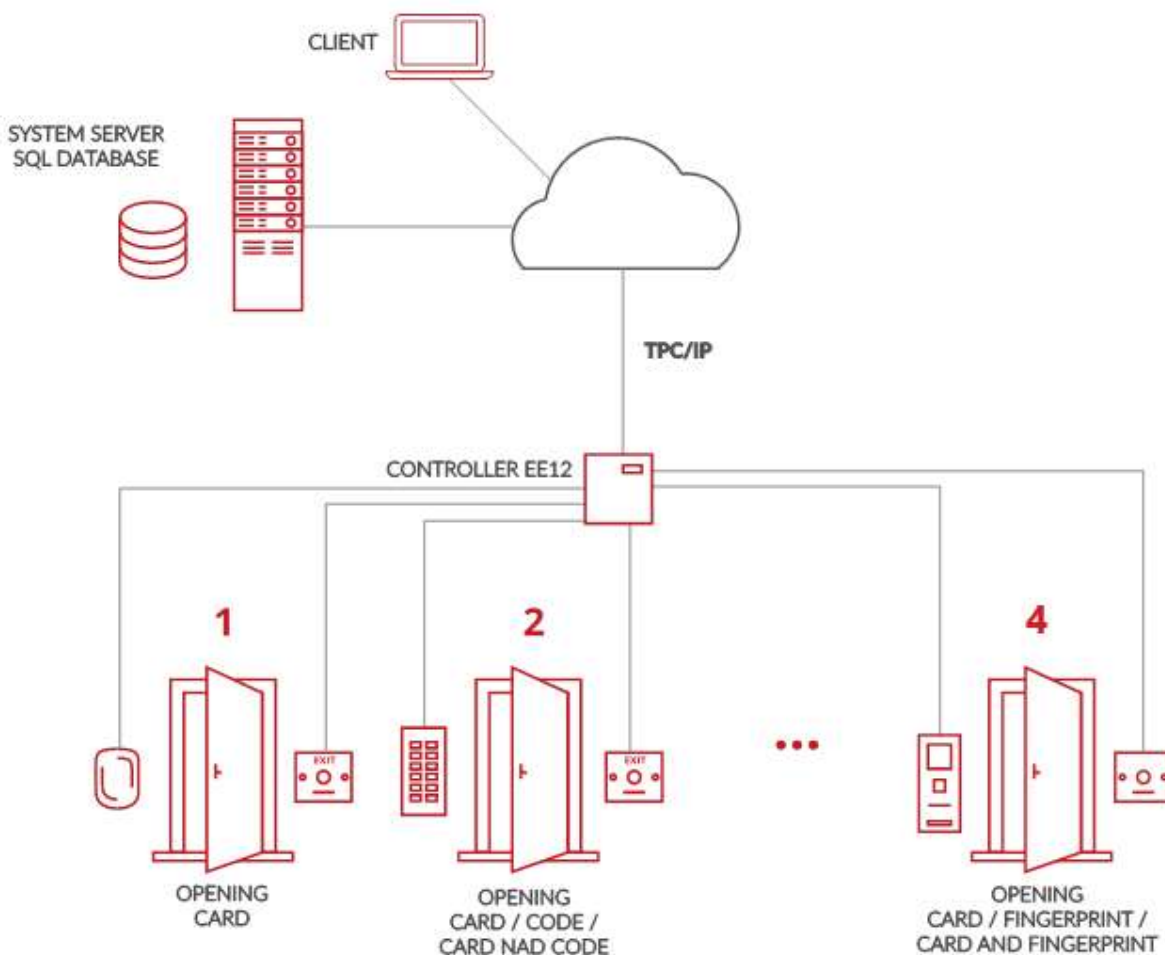 CLIENT
SYSTEM SERVER
SQL DATABASE
TPC/IP
CONTROLLER EE12
1
2
4
EXIT
EXIT
OPENING
CARD
OPENING
CARD / CODE /
CARD NAD CODE
OPENING
CARD / FINGERPRINT /
CARD AND FINGERPRINT